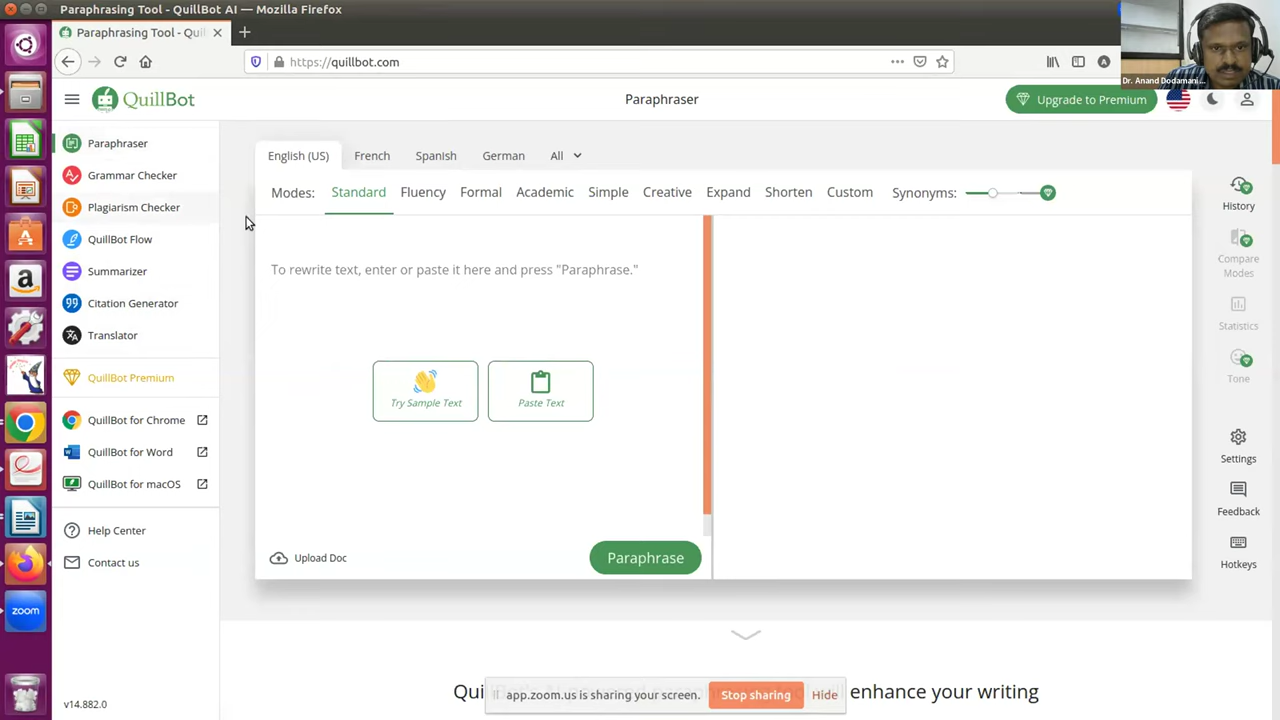 Paraphrasing Tool - QuillBot AI — Mozilla Firefox
Paraphrasing Tool - Quil
https://quillbot.com
Dr. Anand Dodamani...
QuillBot
Paraphraser
Upgrade to Premium
Paraphraser
Grammar Checker
Plagiarism Checker
QuillBot Flow
Summarizer
Citation Generator
Translator
QuillBot Premium
QuillBot for Chrome
QuillBot for Word
QuillBot for macOS
Help Center
Contact us
v14.882.0
English (US) French Spanish German All
Modes: Standard Fluency Formal Academic Simple Creative Expand Shorten Custom Synonyms:
To rewrite text, enter or paste it here and press "Paraphrase."
Try Sample Text
Paste Text
Upload Doc
Paraphrase
History
Compare
Modes
Statistics
Tone
Settings
Feedback
Hotkeys
enhance your writing
app.zoom.us is sharing your screen. Stop sharing Hide
zoom